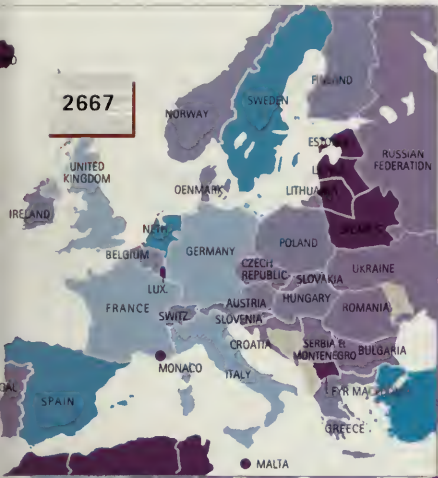 2667
NORWAY
SWEDEN
FINLAND
RUSSIAN
FEDERATION
UNITED
KINGDOM
DENMARK
LITHUANIA
IRELAND
NETH.
BELGIUM
GERMANY
POLAND
LUX.
CZECH
REPUBLIC
SLOVAKIA
UKRAINE
FRANCE
SWITZ
AUSTRIA
SLOVENIA
HUNGARY
ROMANIA
CROATIA
SERBIA &
MONTENEGRO
BULGARIA
MONACO
ITALY
SPAIN
FYR
GREECE
MALTA